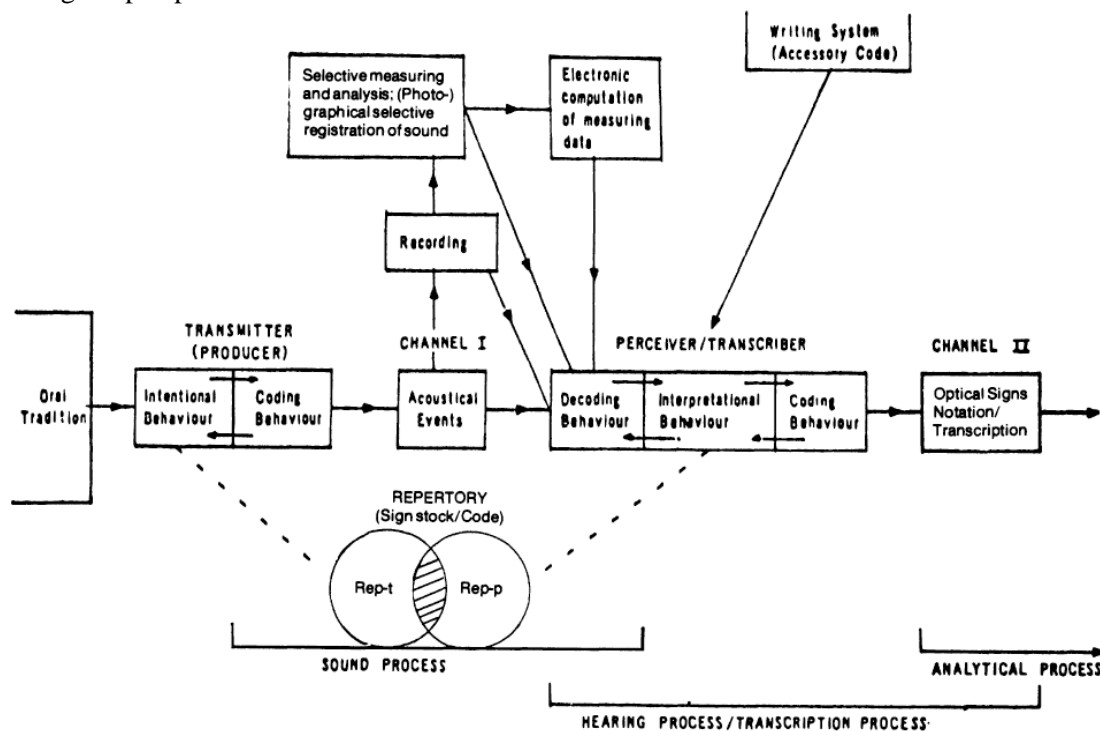 Writing System
(Accessory Code)
Selective measuring
and analysis; (Photo-)
graphical selective
registration of sound
Electronic
computation
of measuring
data
Recording
TRANSMITTER
(PRODUCER)
CHANNEL I
PERCEIVER/TRANSCRIBER
CHANNEL II
Oral
Tradition
Intentional
Behaviour
Coding
Behaviour
Acoustical
Events
Decoding
Behaviour
Interpretational
Behaviour
Coding
Behaviour
Optical Signs
Notation/
Transcription
REPERTORY
(Sign stock/Code)
Rep-t
Rep-p
SOUND PROCESS
ANALYTICAL PROCESS
HEARING PROCESS/TRANSCRIPTION PROCESS